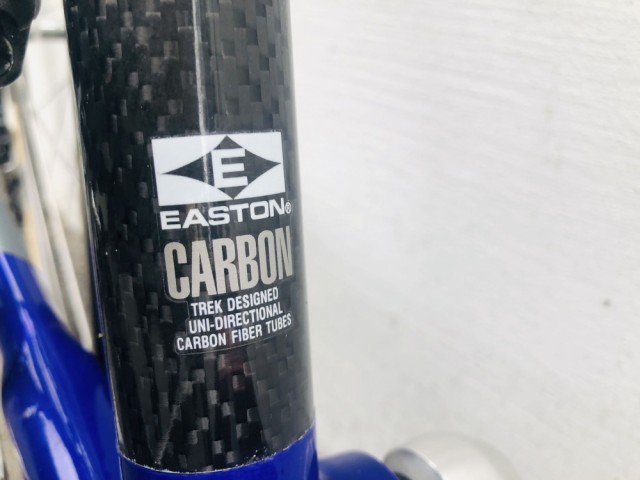 E
EASTON®
CARBON
TREK DESIGNED
UNI-DIRECTIONAL
CARBON FIBER TUBES